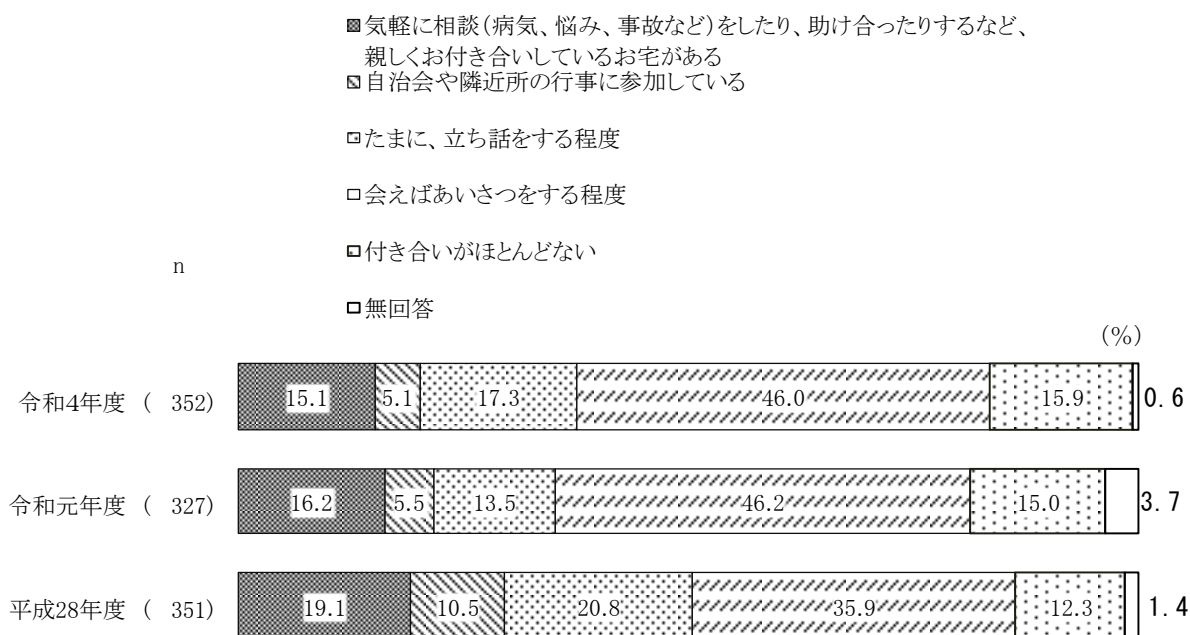 気軽に相談(病気、悩み、事故など)をしたり、助け合ったりするなど、
親しくお付き合いしているお宅がある
自治会や隣近所の行事に参加している
たまに、立ち話をする程度
会えばあいさつをする程度
付き合いがほとんどない
n
無回答
(%)
令和4年度 ( 352) 15.1 5.1 17.3 46.0 15.9 0.6
令和元年度 ( 327) 16.2 5.5 13.5 46.2 15.0 3.7
平成28年度 ( 351) 19.1 10.5 20.8 35.9 12.3 1.4